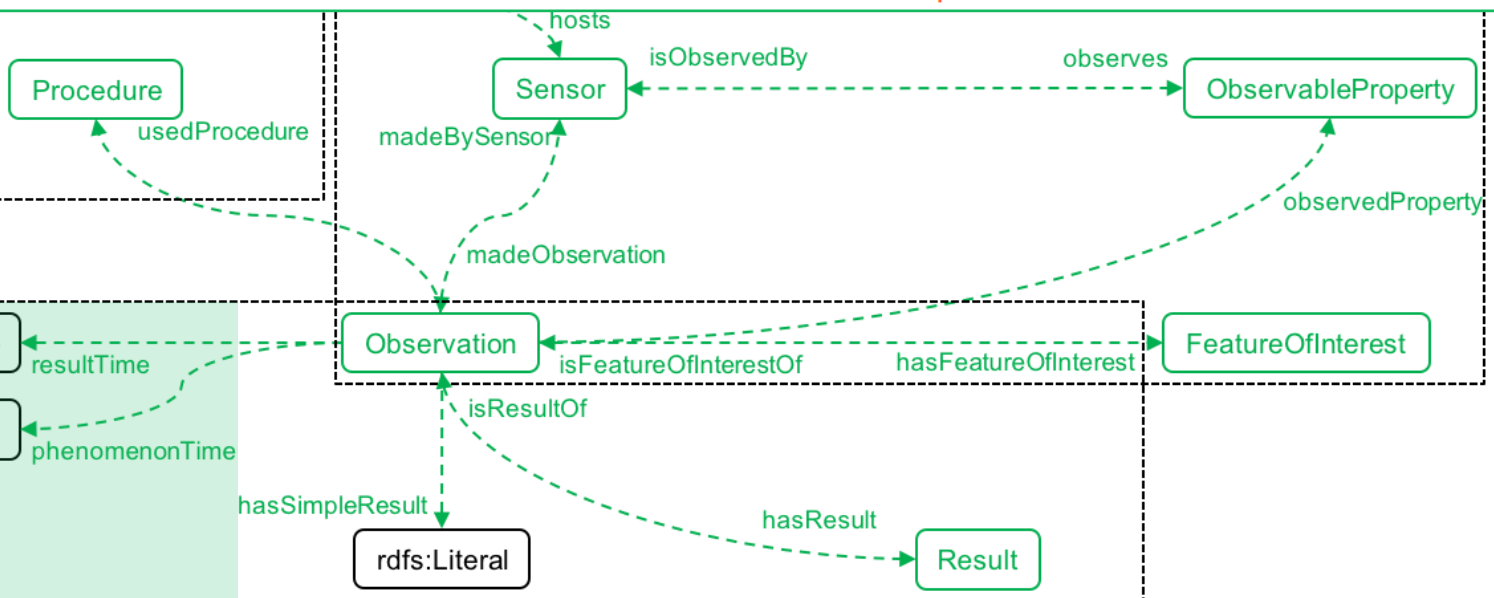 hosts
isObservedBy
observes
Procedure
Sensor
ObservableProperty
usedProcedure
madeBySensor
observedProperty
madeObservation
Observation
FeatureOfInterest
resultTime
isFeatureOfInterestOf
hasFeatureOfInterest
isResultOf
phenomenonTime
hasSimpleResult
hasResult
rdfs:Literal
Result